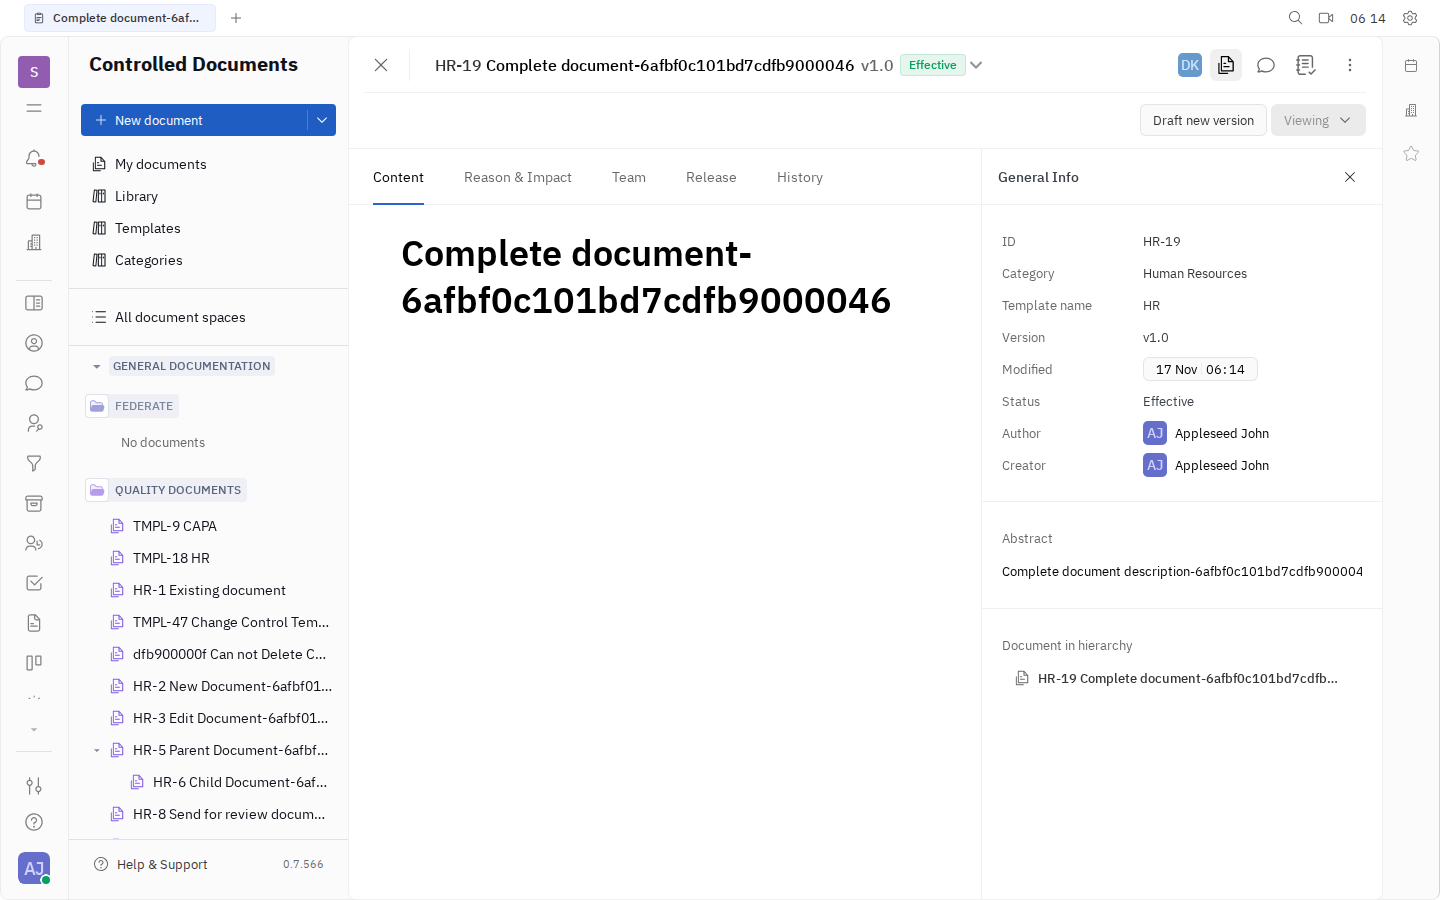 Complete document-6af...
06 14
S
Controlled Documents
New document
My documents
Library
Templates
Categories
All document spaces
GENERAL DOCUMENTATION
FEDERATE
No documents
QUALITY DOCUMENTS
TMPL-9 CAPA
TMPL-18 HR
HR-1 Existing document
TMPL-47 Change Control Tem...
dfb900000f Can not Delete C...
HR-2 New Document-6afbf01...
HR-3 Edit Document-6afbf01...
HR-5 Parent Document-6afbf...
HR-6 Child Document-6af...
HR-8 Send for review docum...
Help & Support
0.7.566
AJ
HR-19 Complete document-6afbf0c101bd7cdfb9000046 v1.0 Effective
DK
Draft new version
Viewing
Content
Reason & Impact
Team
Release
History
Complete document-
6afbf0c101bd7cdfb9000046
General Info
ID HR-19
Category Human Resources
Template name HR
Version v1.0
Modified 17 Nov 06:14
Status Effective
Author AJ Appleseed John
Creator AJ Appleseed John
Abstract
Complete document description-6afbf0c101bd7cdfb900004
Document in hierarchy
HR-19 Complete document-6afbf0c101bd7cdfb...